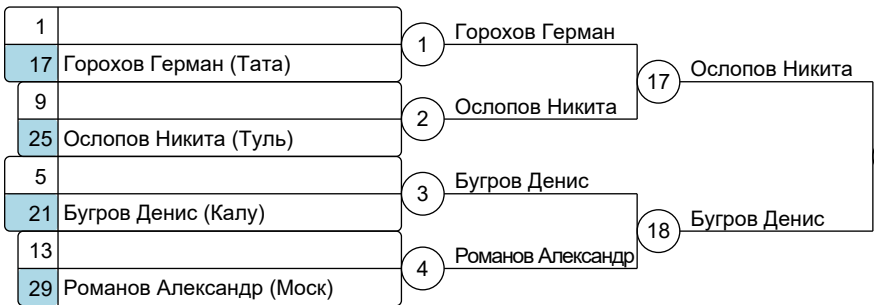 1
17 Горохов Герман (Тата)
9
25 Ослопов Никита (Туль)
5
21 Бугров Денис (Калу)
13
29 Романов Александр (Моск)
1 Горохов Герман
2 Ослопов Никита
3 Бугров Денис
4 Романов Александр
17 Ослопов Никита
18 Бугров Денис